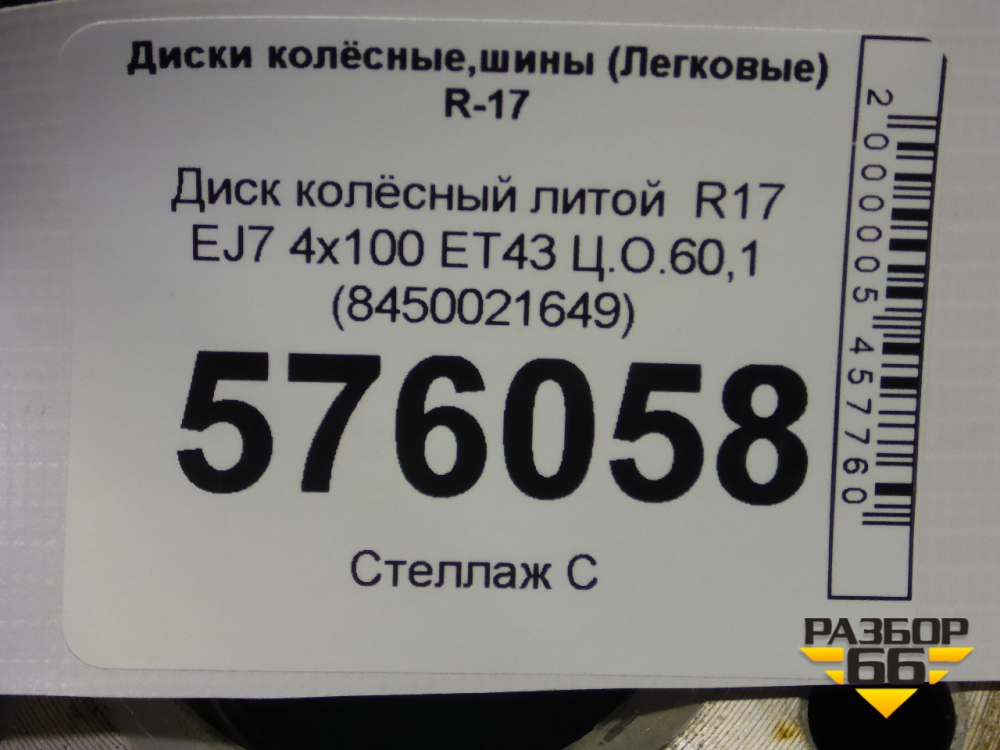 Диски колёсные,шины (Легковые)
R-17
Диск колёсный литой R17
EJ7 4x100 ET43 Ц.О.60,1
(8450021649)
576058
Стеллаж С
2000005457760
РАЗБОР
66